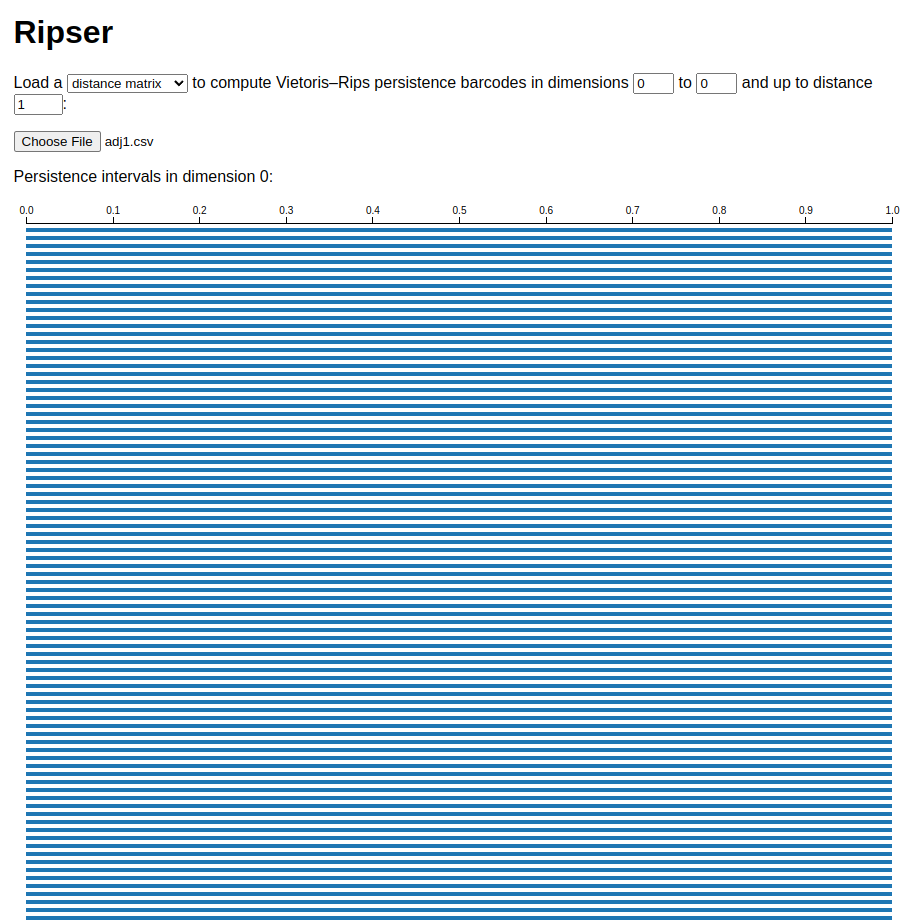 Ripser
Load a distance matrix to compute Vietoris–Rips persistence barcodes in dimensions 0 to 0 and up to distance
1 :
Choose File adj1.csv
Persistence intervals in dimension 0:
0.0 0.1 0.2 0.3 0.4 0.5 0.6 0.7 0.8 0.9 1.0